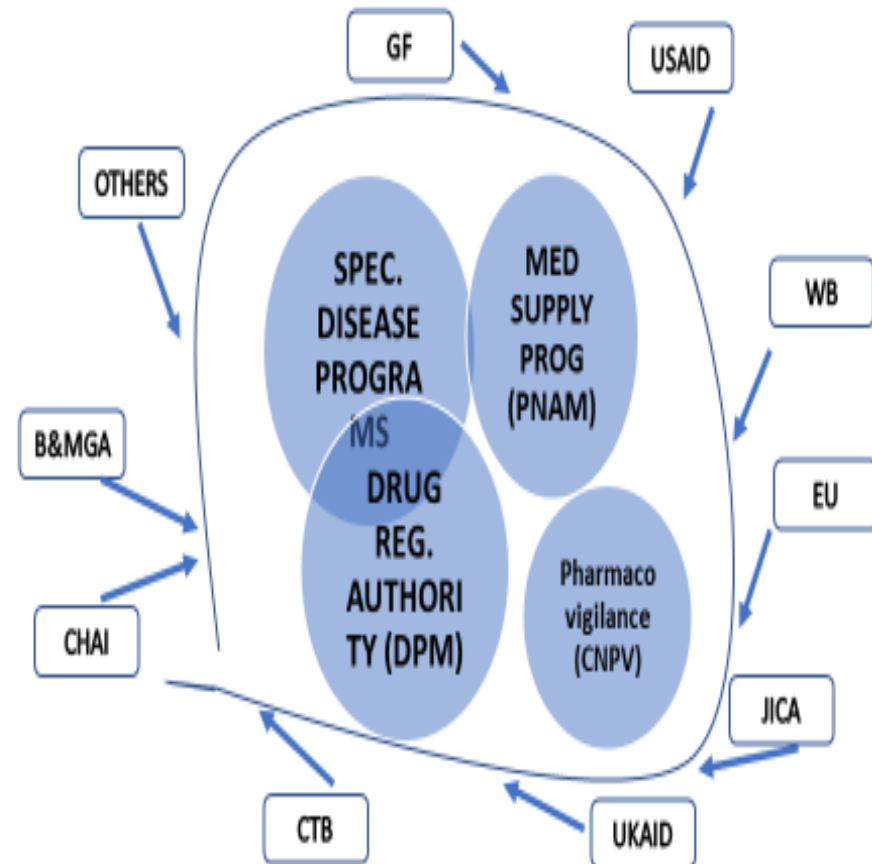 GF
USAID
OTHERS
SPEC.
DISEASE
PROGRA
MS
MED
SUPPLY
PROG
(PNAM)
WB
B&MGA
DRUG
REG.
AUTHORI
TY (DPM)
EU
Pharmaco
vigilance
(CNPV)
CHAI
JICA
CTB
UKAID